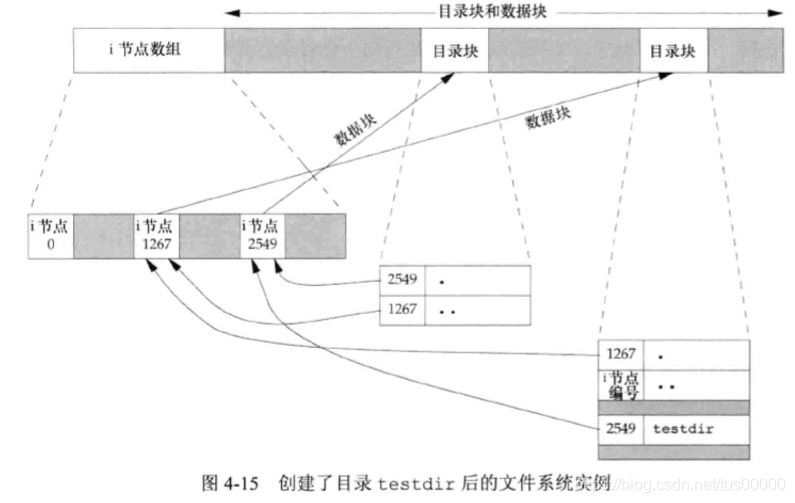 目录块和数据块
i 节点数组
目录块
目录块
数据块
数据块
i 节点
0
i 节点
1267
i 节点
2549
2549 .
1267 ..
1267 .
i 节点
编号 ..
2549 testdir
图 4-15 创建了目录 testdir 后的文件系统实例
blog.csdn.net/tus00000